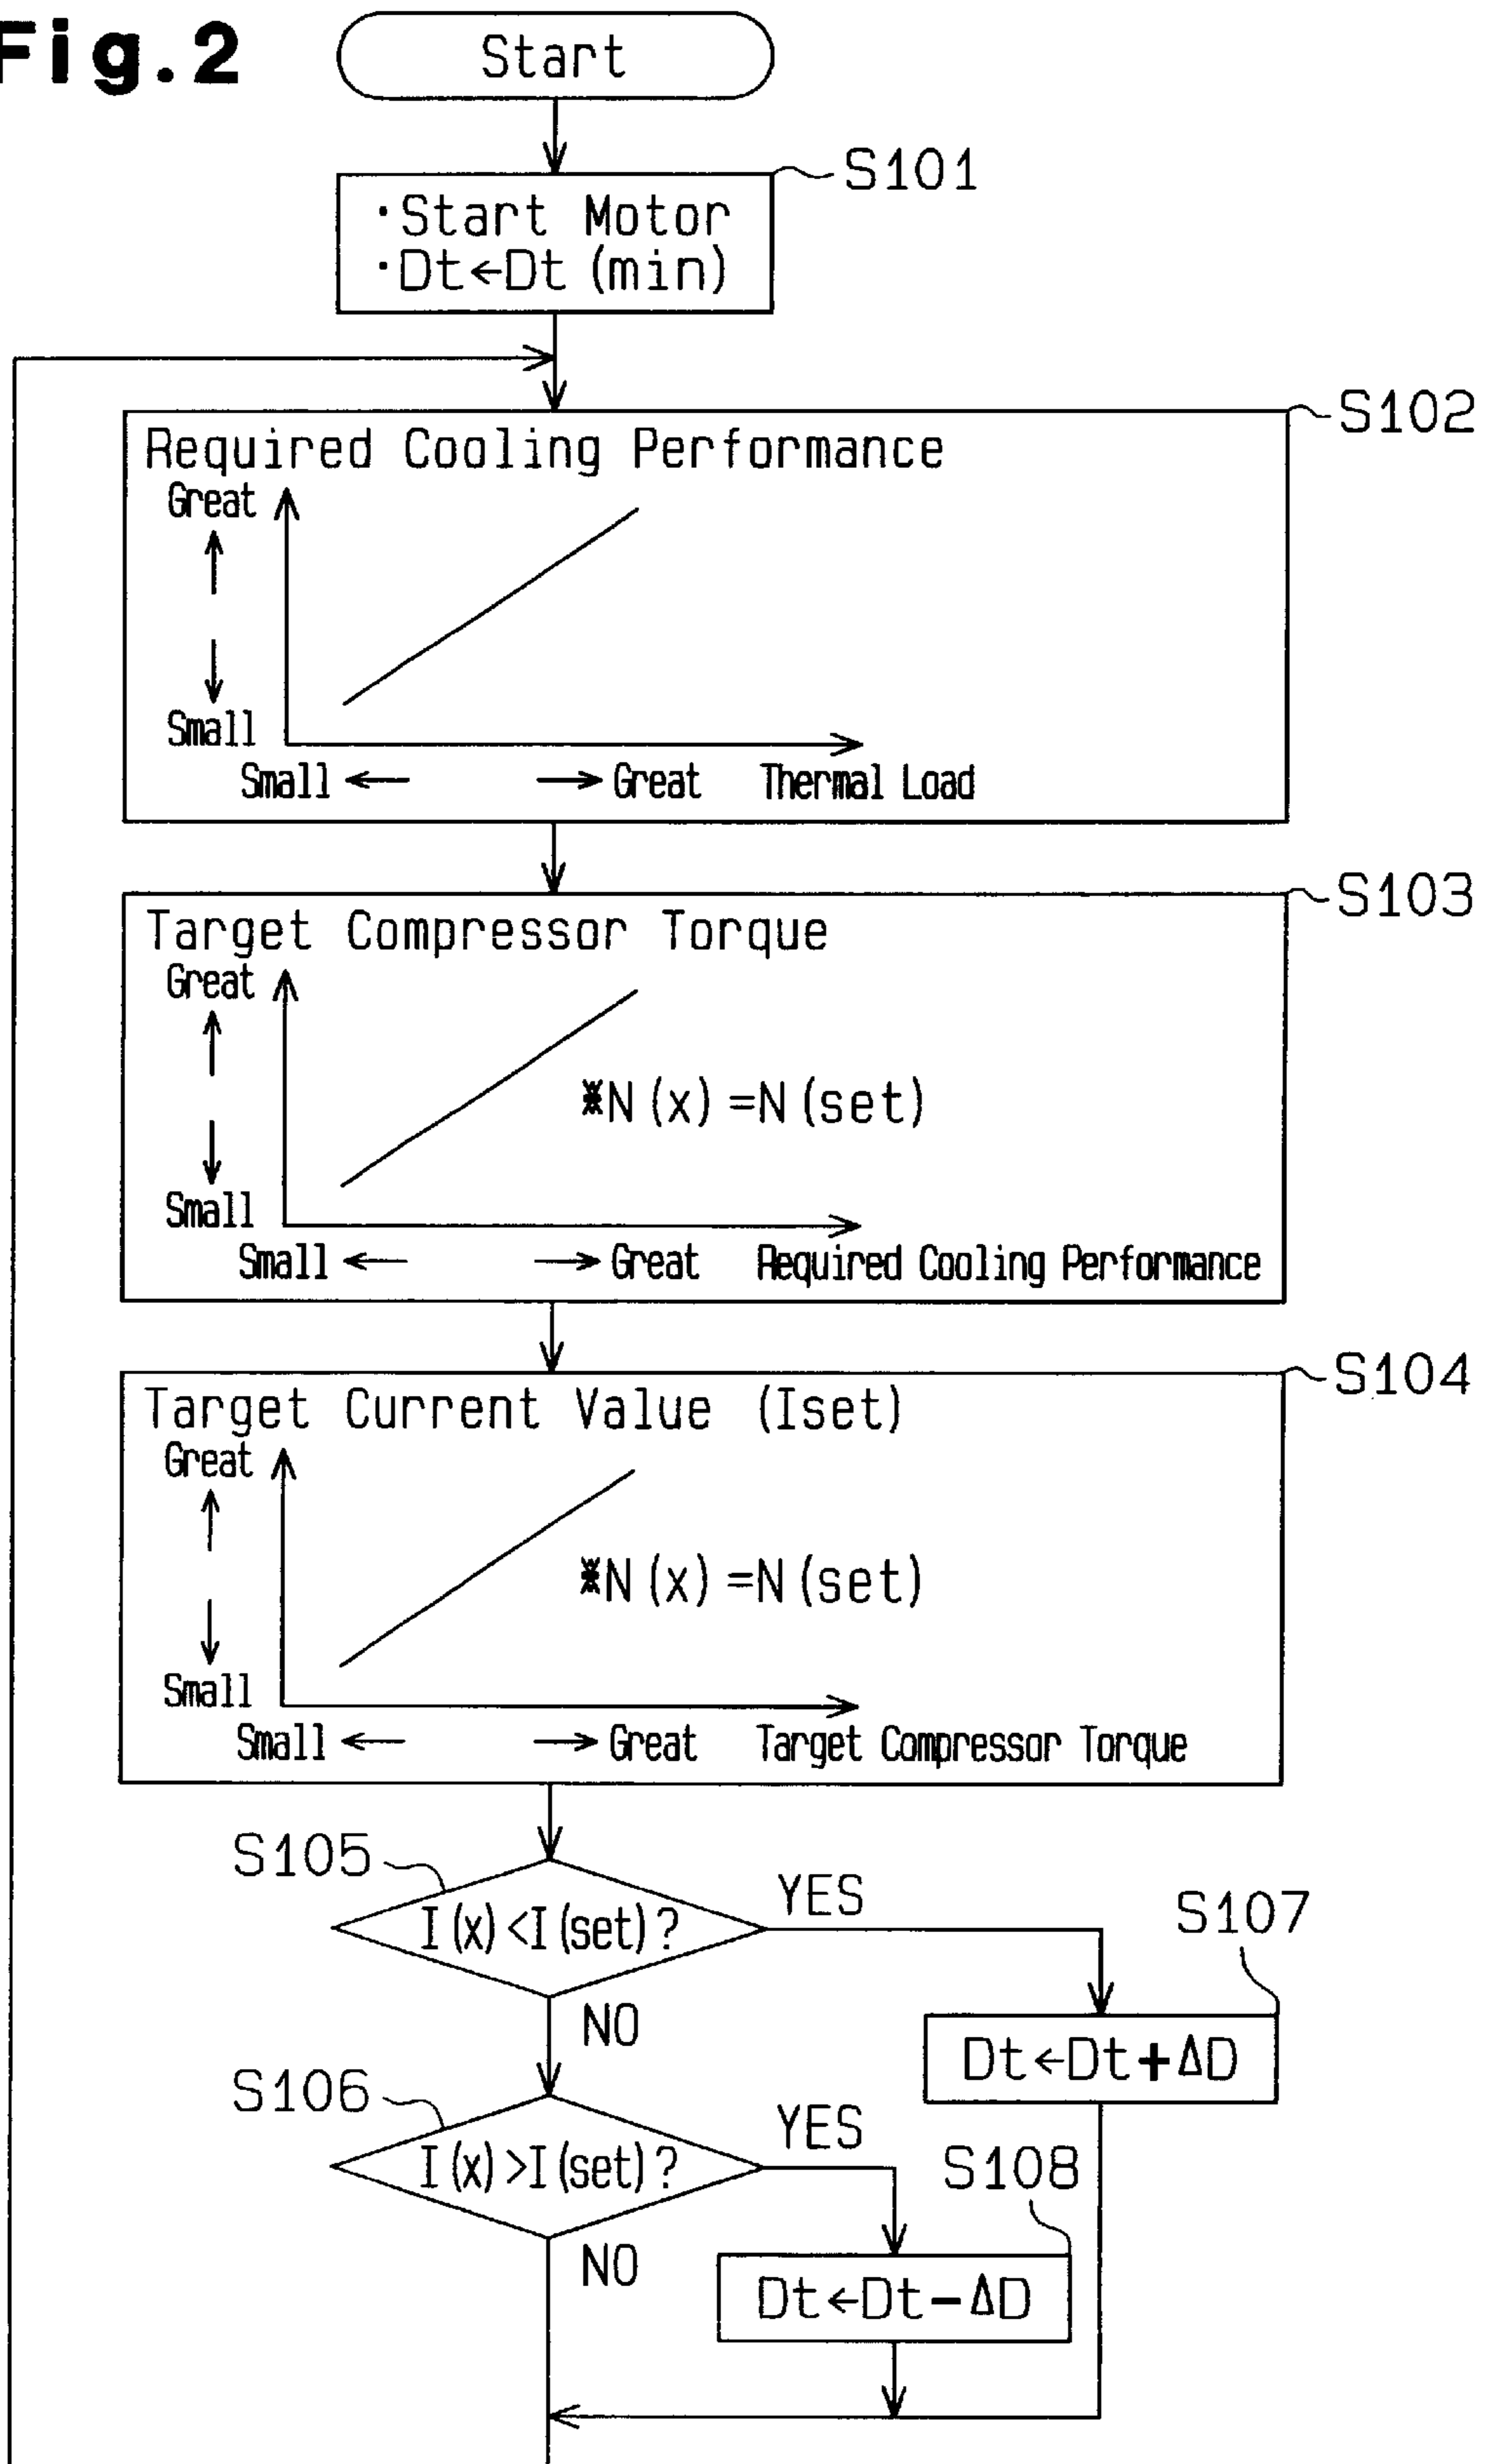 Fig.2
Start
S101
·Start Motor
·Dt←Dt(min)
S102
Required Cooling Performance
Great
Small
Small ← → Great Thermal Load
S103
Target Compressor Torque
Great
*N(x)=N(set)
Small
Small ← → Great Required Cooling Performance
S104
Target Current Value (Iset)
Great
*N(x)=N(set)
Small
Small ← → Great Target Compressor Torque
S105
I(x)<I(set)?
YES
S107
NO
Dt←Dt+ΔD
S106
I(x)>I(set)?
YES
S108
NO
Dt←Dt-ΔD